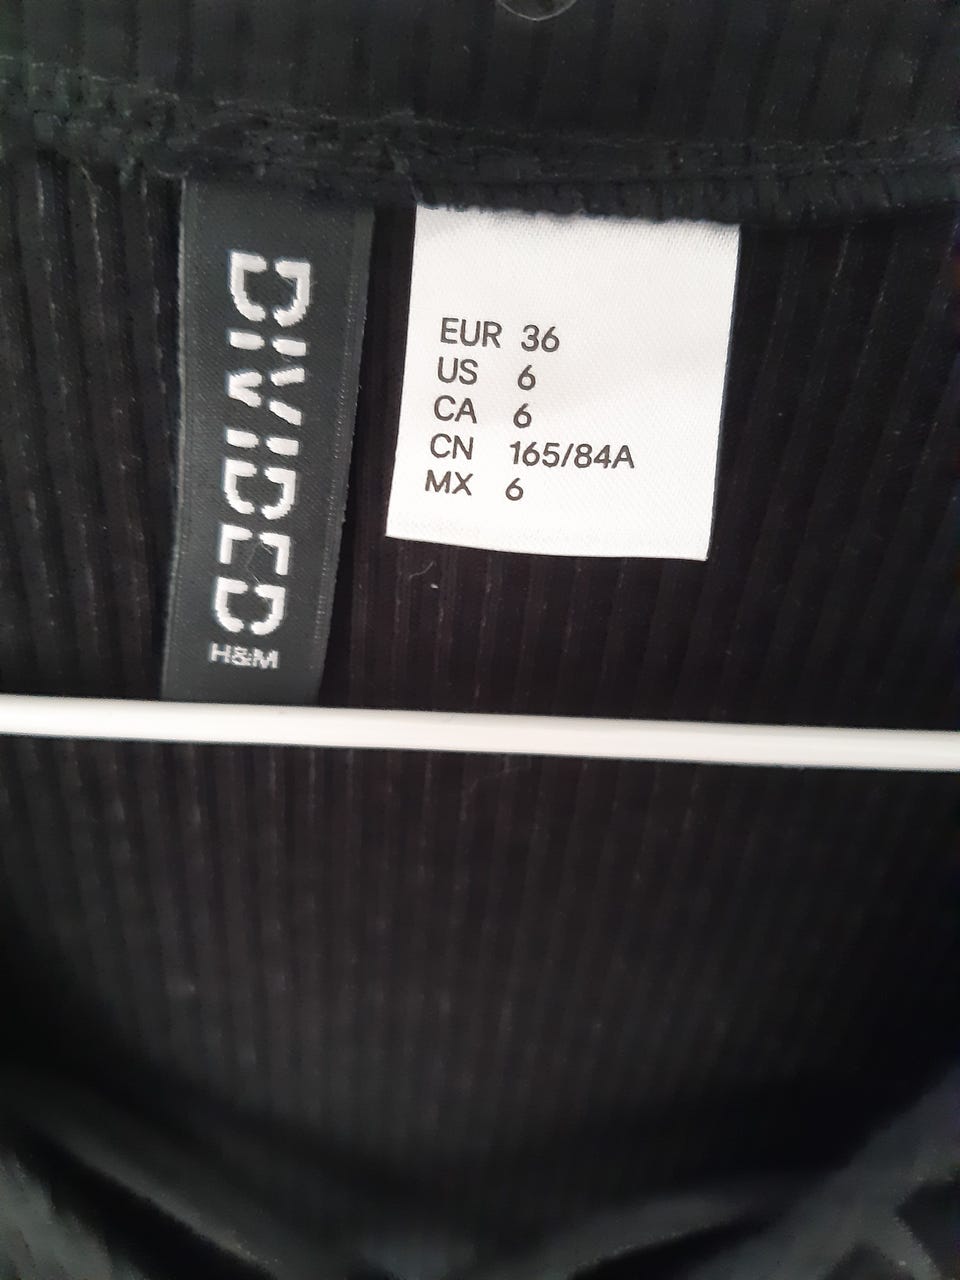 DIVIDED
H&M
EUR 36
US 6
CA 6
CN 165/84A
MX 6